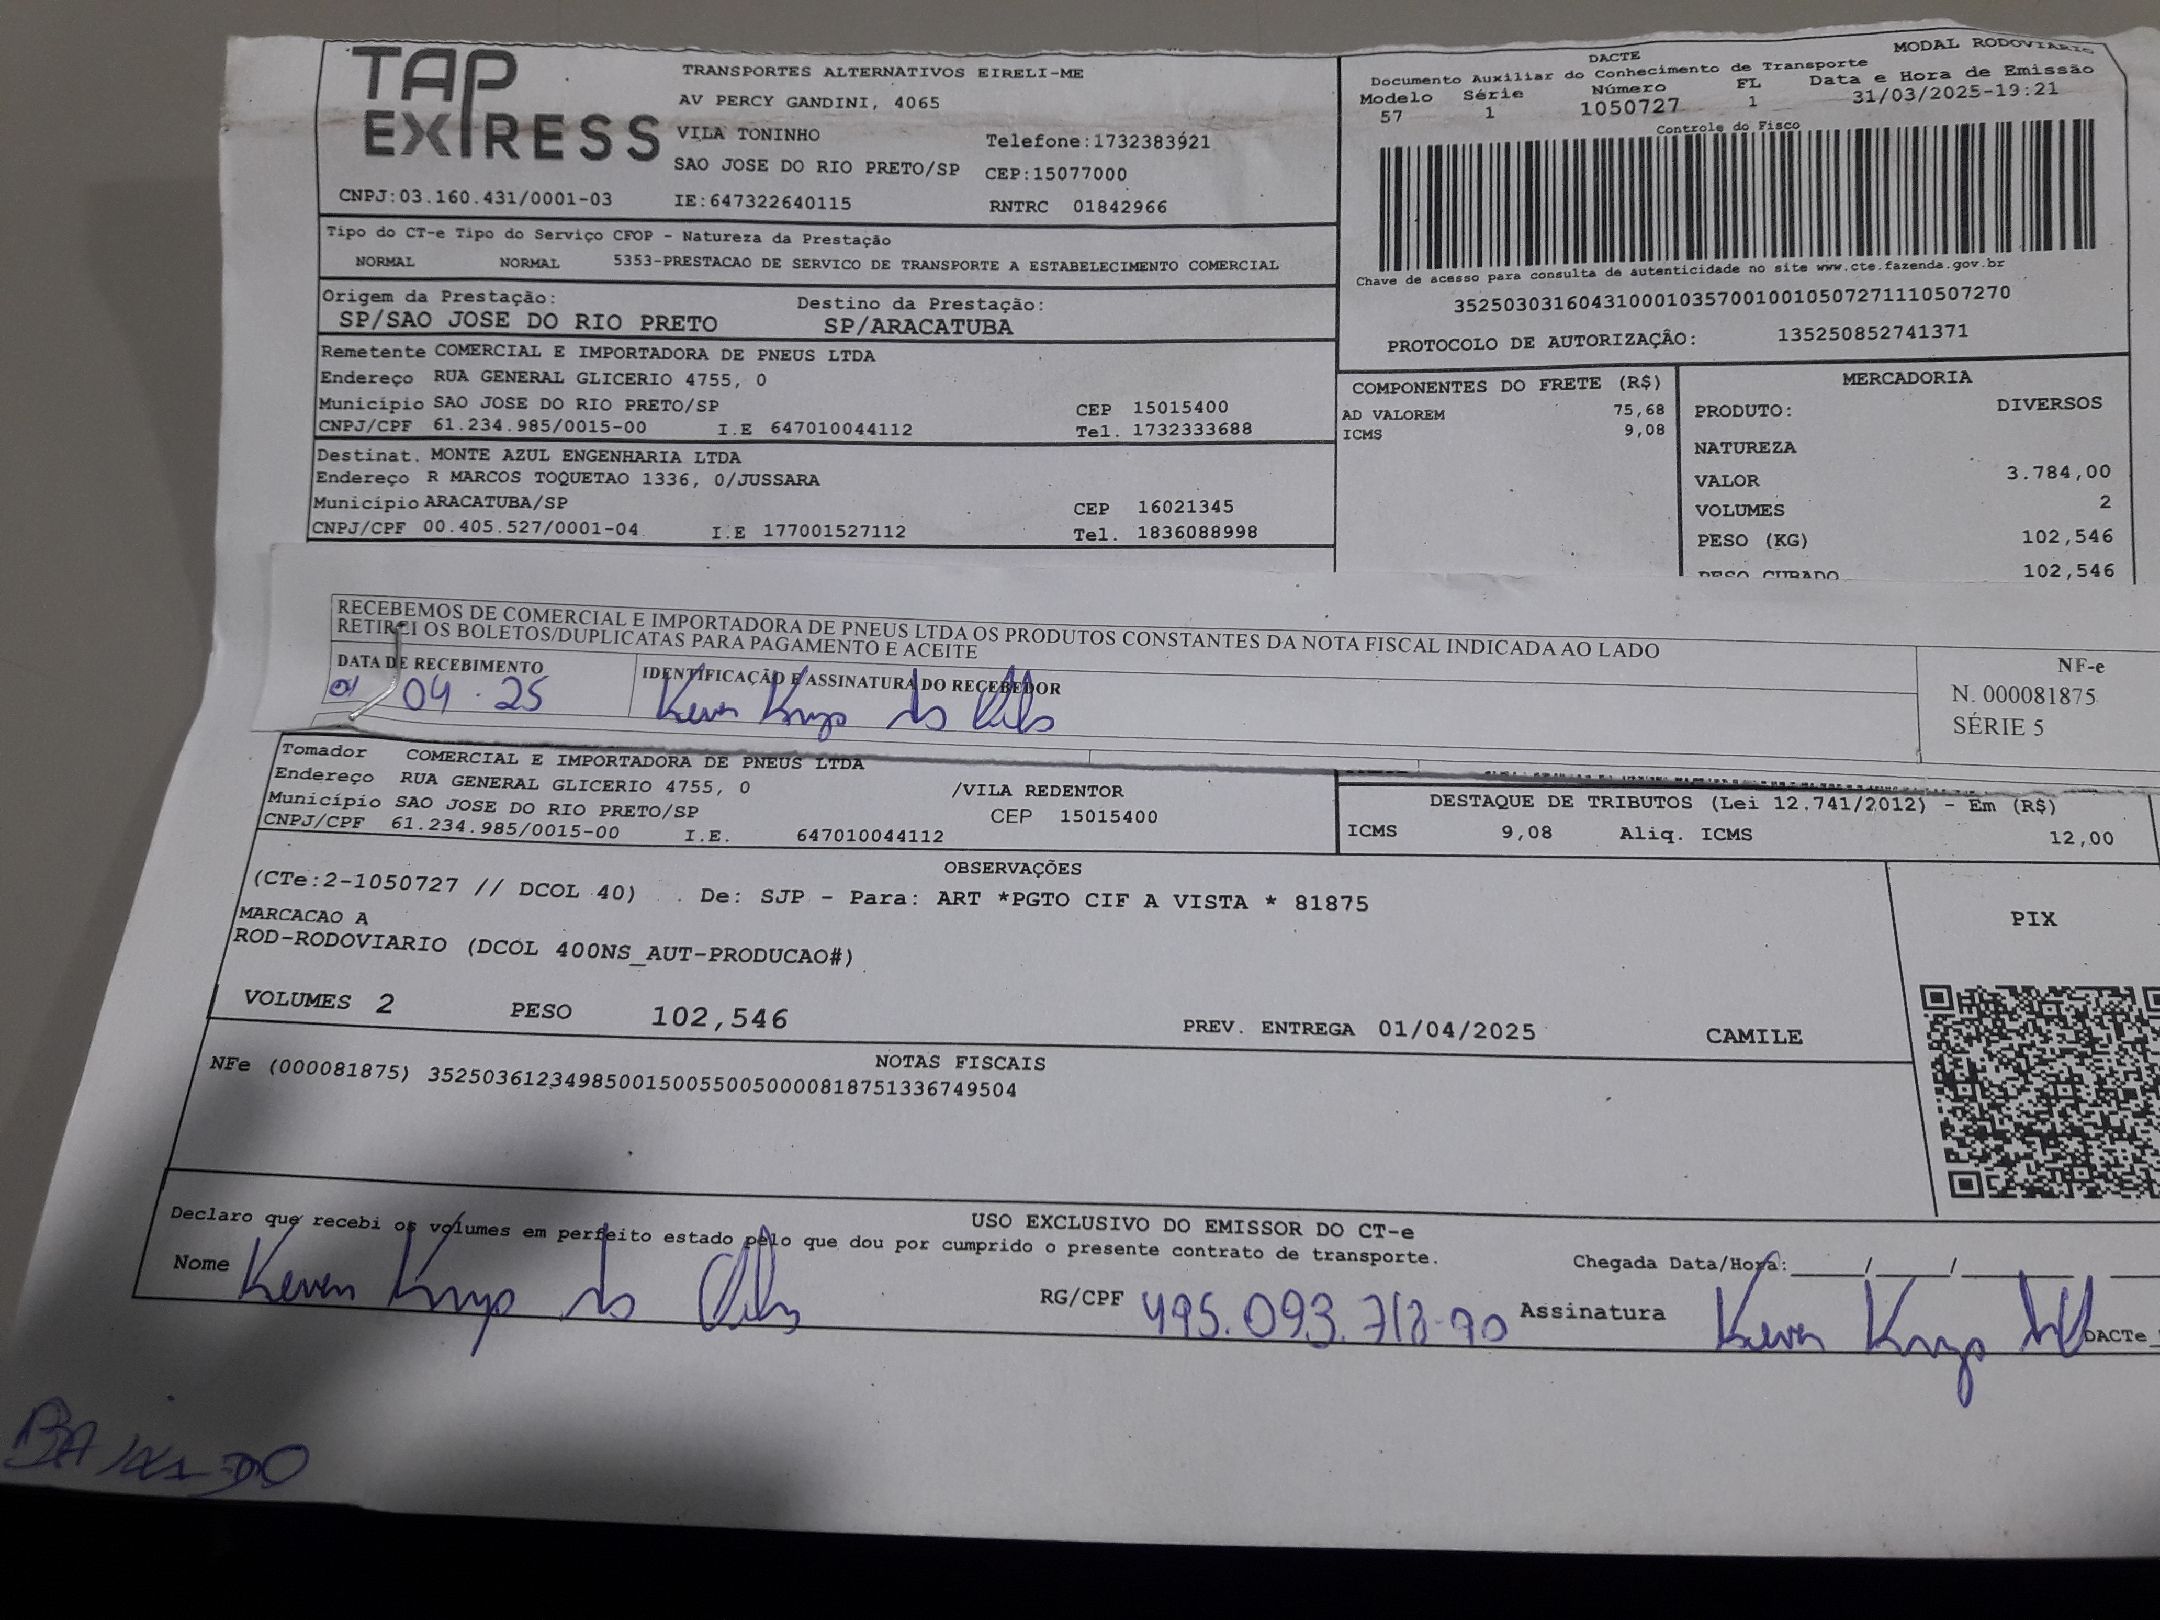 TAP EXPRESS
TRANSPORTES ALTERNATIVOS EIRELI-ME
AV PERCY GANDINI, 4065
VILA TONINHO Telefone:1732383921
SAO JOSE DO RIO PRETO/SP CEP:15077000
CNPJ:03.160.431/0001-03 IE:647322640115 RNTRC 01842966
DACTE MODAL RODOVIARIO
Documento Auxiliar do Conhecimento de Transporte
Modelo Série Número FL Data e Hora de Emissão
57 1 1050727 1 31/03/2025-19:21
Controle do Fisco
Chave de acesso para consulta de autenticidade no site www.cte.fazenda.gov.br
35250303160431000103570010010507271110507270
PROTOCOLO DE AUTORIZAÇÂO: 135250852741371
Tipo do CT-e Tipo do Serviço CFOP - Natureza da Prestação
NORMAL NORMAL 5353-PRESTACAO DE SERVICO DE TRANSPORTE A ESTABELECIMENTO COMERCIAL
Origem da Prestação: Destino da Prestação:
SP/SAO JOSE DO RIO PRETO SP/ARACATUBA
Remetente COMERCIAL E IMPORTADORA DE PNEUS LTDA
Endereço RUA GENERAL GLICERIO 4755, 0
Município SAO JOSE DO RIO PRETO/SP CEP 15015400
CNPJ/CPF 61.234.985/0015-00 I.E 647010044112 Tel. 1732333688
Destinat. MONTE AZUL ENGENHARIA LTDA
Endereço R MARCOS TOQUETAO 1336, 0/JUSSARA
Município ARACATUBA/SP CEP 16021345
CNPJ/CPF 00.405.527/0001-04 I.E 177001527112 Tel. 1836088998
COMPONENTES DO FRETE (R$)
AD VALOREM 75,68
ICMS 9,08
MERCADORIA
PRODUTO: DIVERSOS
NATUREZA
VALOR 3.784,00
VOLUMES 2
PESO (KG) 102,546
PESO CUBADO 102,546
RECEBEMOS DE COMERCIAL E IMPORTADORA DE PNEUS LTDA OS PRODUTOS CONSTANTES DA NOTA FISCAL INDICADA AO LADO
RETIREI OS BOLETOS/DUPLICATAS PARA PAGAMENTO E ACEITE
DATA DE RECEBIMENTO IDENTIFICAÇÃO E ASSINATURA DO RECEBEDOR
01 04 . 25 Keven
NF-e
N. 000081875
SÉRIE 5
Tomador COMERCIAL E IMPORTADORA DE PNEUS LTDA
Endereço RUA GENERAL GLICERIO 4755, 0 /VILA REDENTOR
Município SAO JOSE DO RIO PRETO/SP CEP 15015400
CNPJ/CPF 61.234.985/0015-00 I.E. 647010044112
DESTAQUE DE TRIBUTOS (Lei 12.741/2012) - Em (R$)
ICMS 9,08 Aliq. ICMS 12,00
OBSERVAÇÕES
(CTe:2-1050727 // DCOL 40) . . De: SJP - Para: ART *PGTO CIF A VISTA * 81875
MARCACAO A
ROD-RODOVIARIO (DCOL 400NS_AUT-PRODUCAO#)
PIX
VOLUMES 2 PESO 102,546 PREV. ENTREGA 01/04/2025 CAMILE
NOTAS FISCAIS
NFe (000081875) 35250361234985001500550050000818751336749504
USO EXCLUSIVO DO EMISSOR DO CT-e
Declaro que recebi os volumes em perfeito estado pelo que dou por cumprido o presente contrato de transporte.
Chegada Data/Hora:____/____/____
Nome Keven RG/CPF 495.093.718-90 Assinatura Keven
DACTe_
BAIXADO